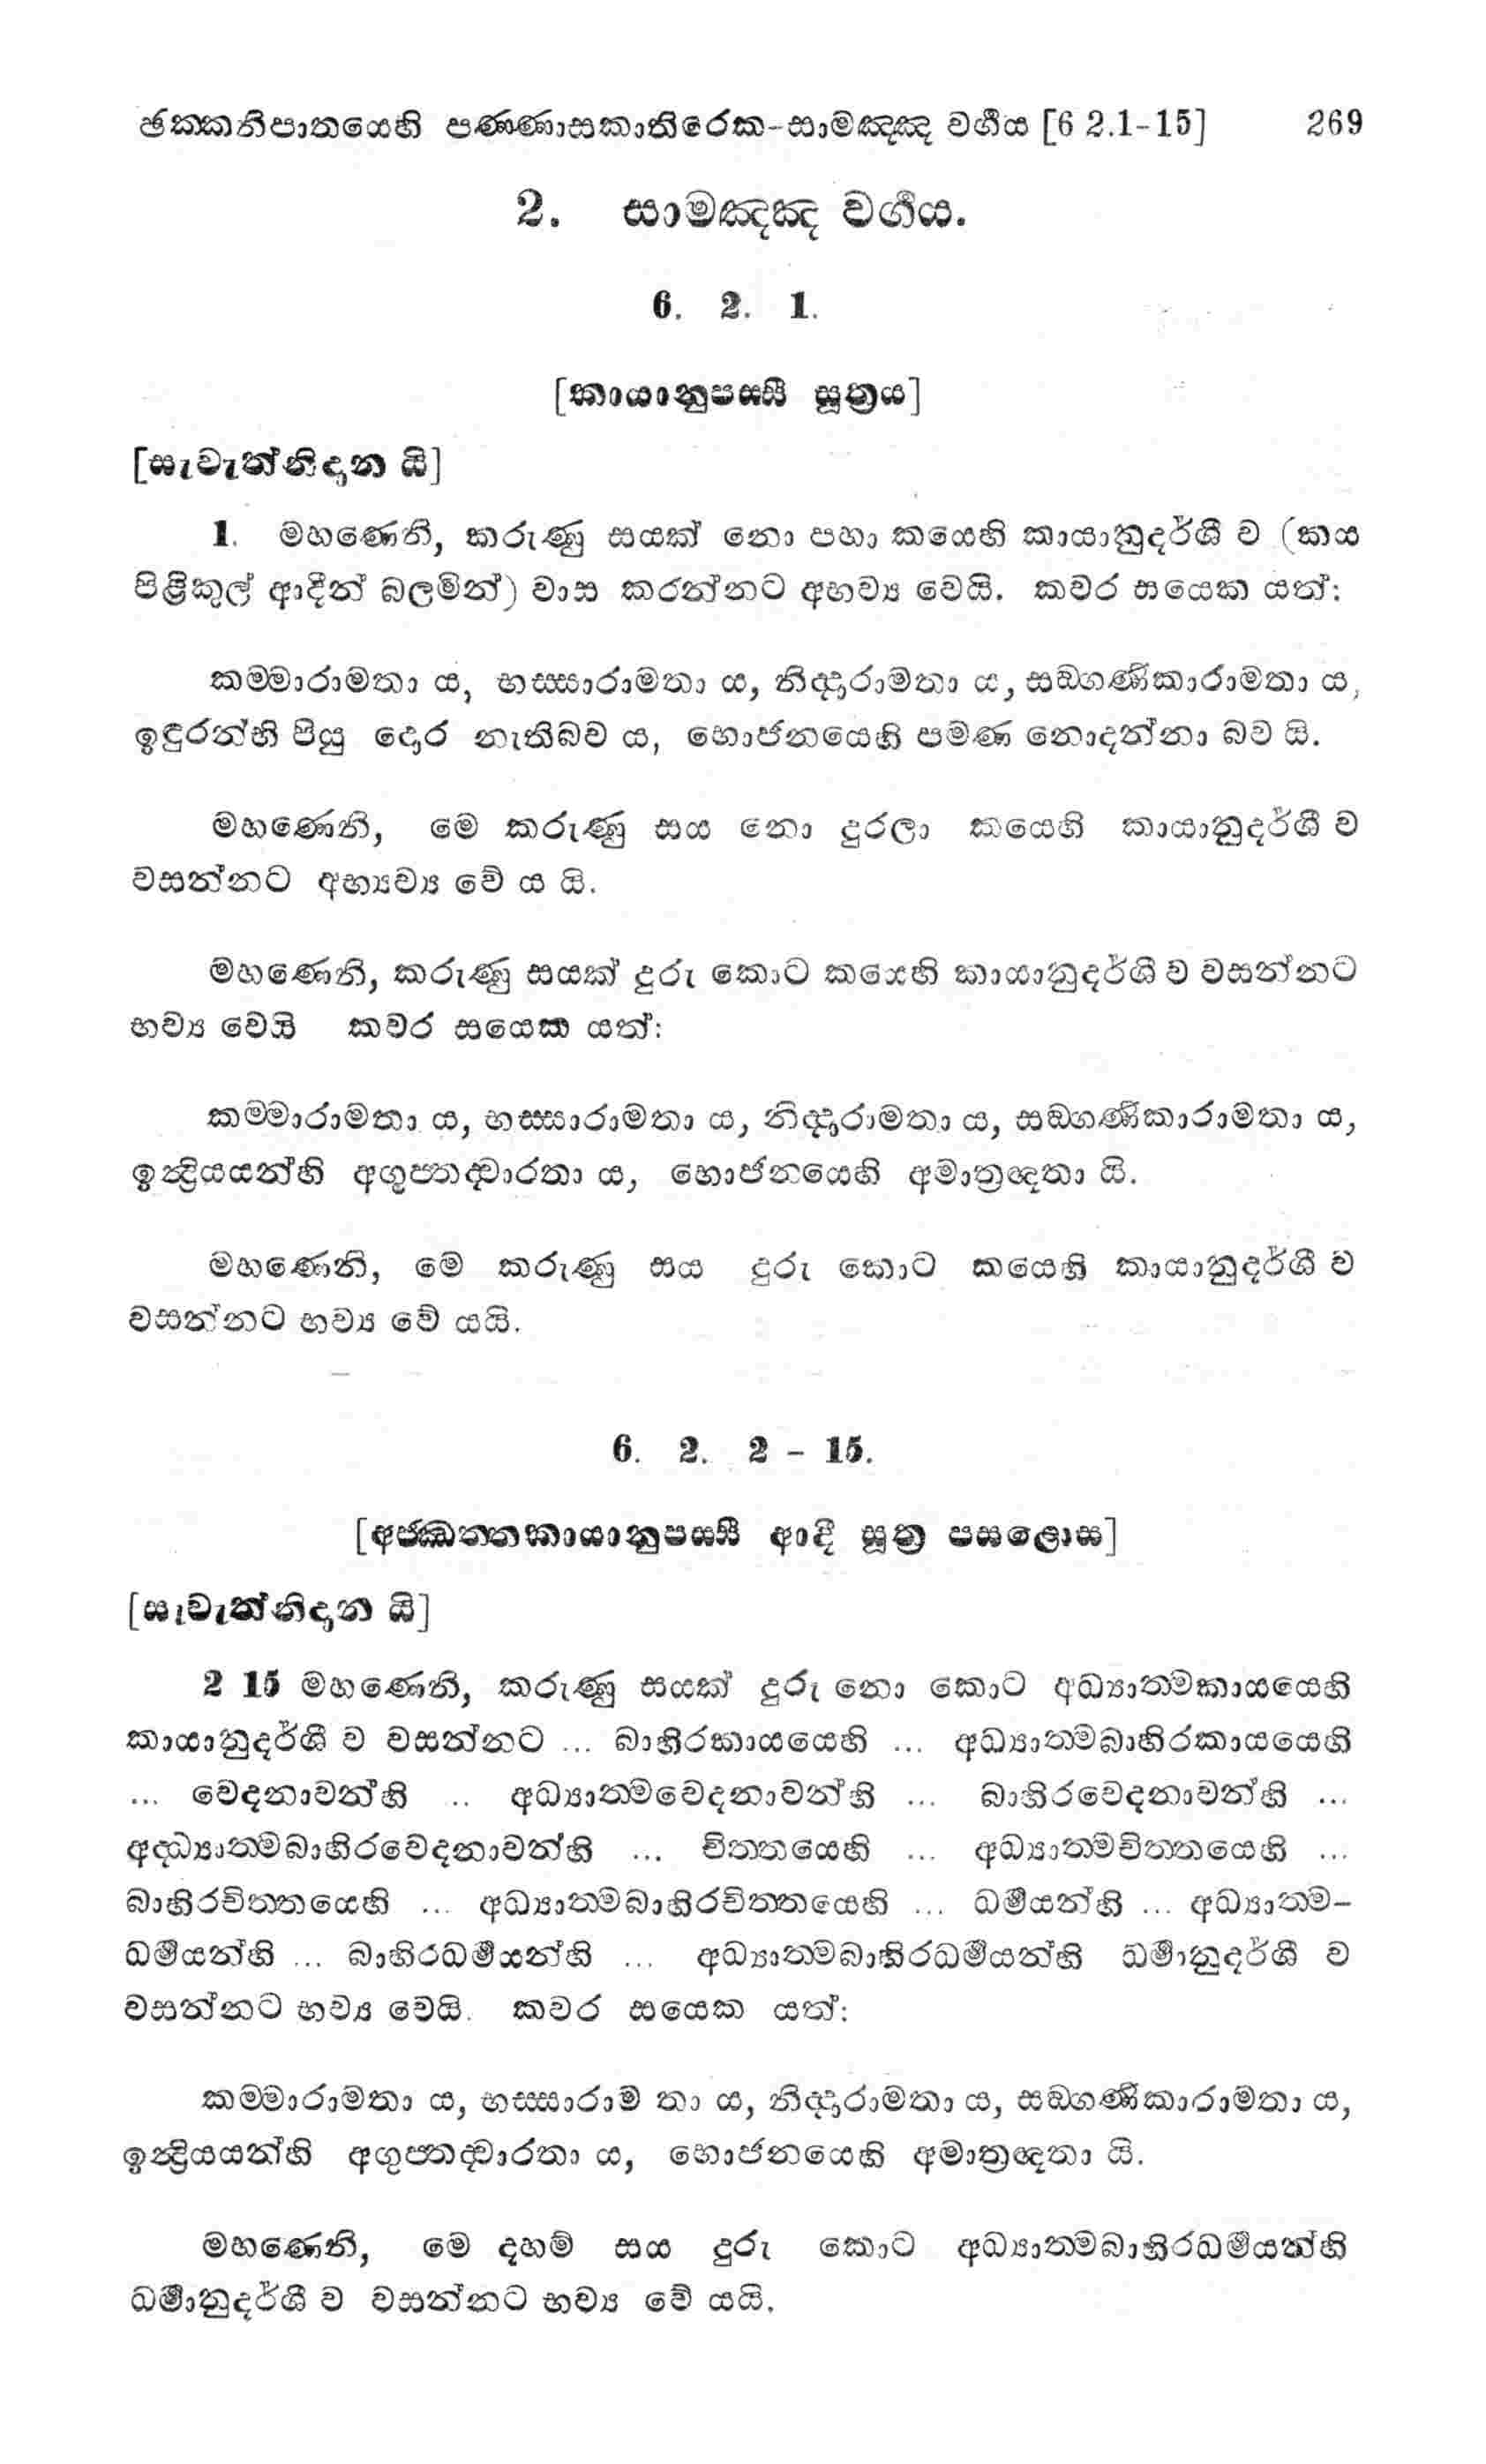 ඡක්කනිපාතයෙහි පණ්ණාසකාතිරේක-සාමඤ්ඤ වර්‍ගය [6 2.1-15] 269
2. සාමඤ්ඤ වර්‍ගය.
6. 2. 1.
[කායානුපස්සී සූත්‍රය]
[සැවැත්නිදාන යි]
1. මහණෙනි, කරුණු සයක් නො පහා කයෙහි කායානුදර්ශී ව (කය
පිළිකුල් ආදීන් බලමින්) වාස කරන්නට අභව්‍ය වෙයි. කවර සයෙක යත්:
කම්මාරාමතා ය, භස්සාරාමතා ය, නිද්‍රාරාමතා ය, සඞ්ගණිකාරාමතා ය,
ඉඳුරන්හි පියු දොර නැතිබව ය, භොජනයෙහි පමණ නොදන්නා බව යි.
මහණෙනි, මෙ කරුණු සය නො දුරලා කයෙහි කායානුදර්ශී ව
වසන්නට අභ්‍යව්‍ය වේ ය යි.
මහණෙනි, කරුණු සයක් දුරු කොට කයෙහි කායානුදර්ශී ව වසන්නට
භව්‍ය වෙයි කවර සයෙක යත්:
කම්මාරාමතා ය, භස්සාරාමතා ය, නිද්‍රාරාමතා ය, සඞ්ගණිකාරාමතා ය,
ඉන්ද්‍රියයන්හි අගුප්තද්වාරතා ය, භොජනයෙහි අමාත්‍රඥතා යි.
මහණෙනි, මෙ කරුණු සය දුරු කොට කයෙහි කායානුදර්ශී ව
වසන්නට භව්‍ය වේ යයි.
6. 2. 2 - 15.
[අජ්ඣත්තකායානුපස්සී ආදී සූත්‍ර පසළොස]
[සැවැත්නිදාන යි]
2 15 මහණෙනි, කරුණු සයක් දුරු නො කොට අධ්‍යාත්මකායයෙහි
කායානුදර්ශී ව වසන්නට ... බාහිරකායයෙහි ... අධ්‍යාත්මබාහිරකායයෙහි
... වෙදනාවන්හි .. අධ්‍යාත්මවෙදනාවන්හි ... බාහිරවෙදනාවන්හි ...
අද්ධ්‍යාත්මබාහිරවෙදනාවන්හි ... චිත්තයෙහි ... අධ්‍යාත්මචිත්තයෙහි ...
බාහිරචිත්තයෙහි ... අධ්‍යාත්මබාහිරචිත්තයෙහි ... ධර්‍මයන්හි ... අධ්‍යාත්ම-
ධර්‍මයන්හි ... බාහිරධර්‍මයන්හි ... අධ්‍යාත්මබාහිරධර්‍මයන්හි ධර්‍මානුදර්ශී ව
වසන්නට භව්‍ය වෙයි. කවර සයෙක යත්:
කම්මාරාමතා ය, භස්සාරාම තා ය, නිද්‍රාරාමතා ය, සඞ්ගණිකාරාමතා ය,
ඉන්ද්‍රියයන්හි අගුප්තද්වාරතා ය, භොජනයෙහි අමාත්‍රඥතා යි.
මහණෙනි, මෙ දහම් සය දුරු කොට අධ්‍යාත්මබාහිරධර්‍මයන්හි
ධර්‍මානුදර්ශී ව වසන්නට භව්‍ය වේ යයි.